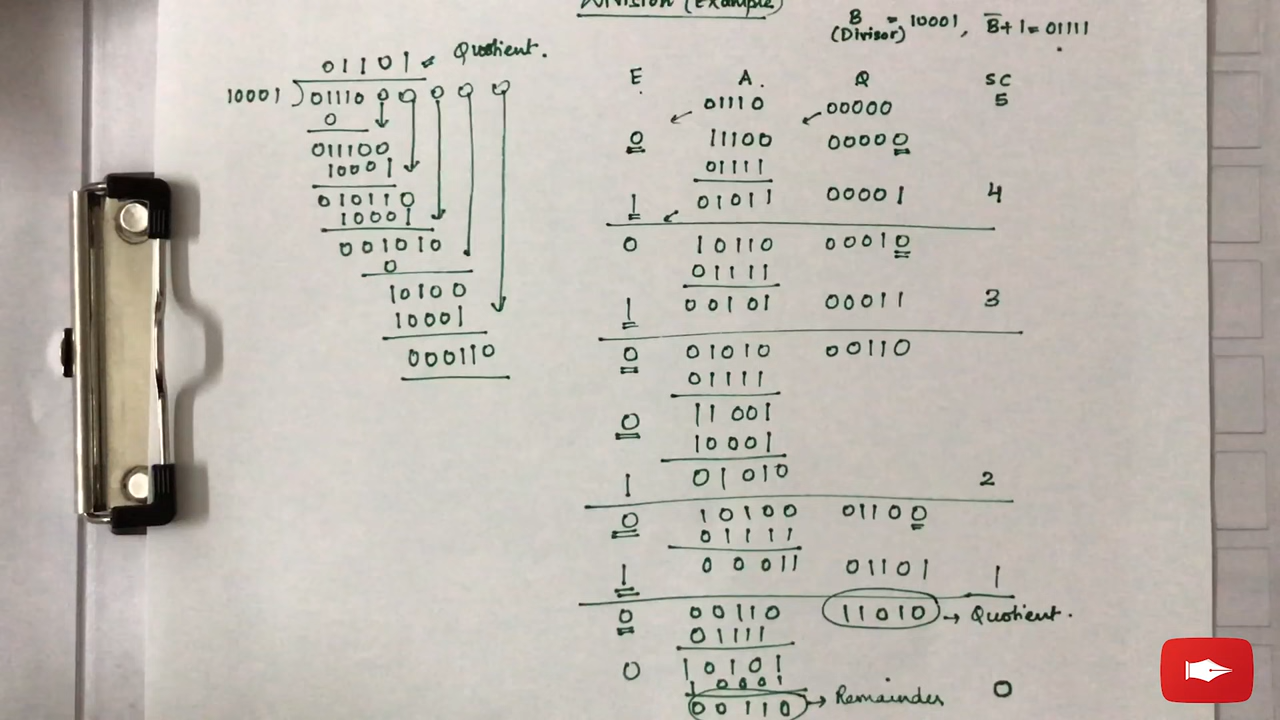 Division (Example)
B = 10001, B̅+1 = 01111
(Divisor)
01101 Quotient.
10001 ) 01110 0 0 0 0 0
0
011100
10001
010110
10001
001010
0
10100
10001
000110
E A. Q SC
01110 00000 5
0 11100 00000
01111
1 01011 00001 4
0 10110 00010
01111
1 00101 00011 3
0 01010 00110
01111
0 11001
10001
1 01010 2
0 10100 01100
01111
1 00011 01101 1
0 00110 11010 → Quotient.
01111
0 10101
10001
00110 → Remainder 0